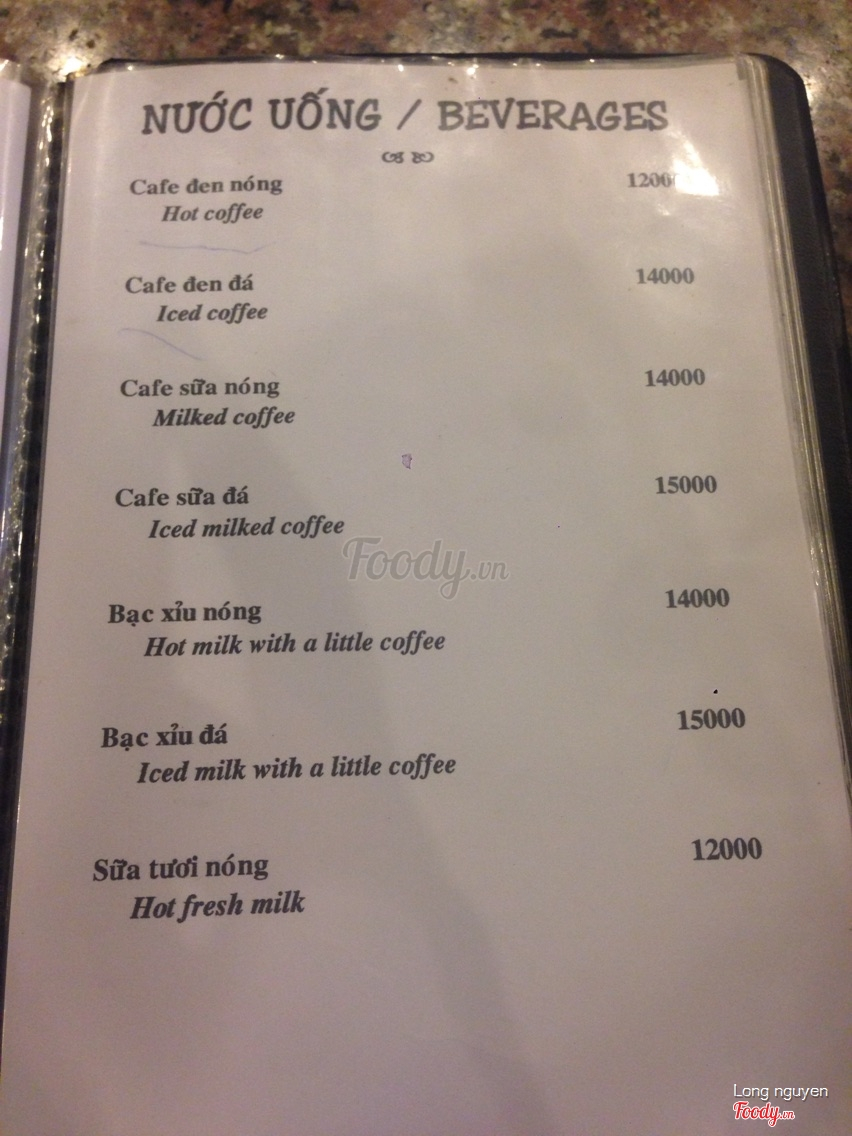 NƯỚC UỐNG / BEVERAGES
Cafe đen nóng
Hot coffee
Cafe đen đá 14000
Iced coffee
Cafe sữa nóng 14000
Milked coffee
Cafe sữa đá 15000
Iced milked coffee
Foody.vn
Bạc xỉu nóng 14000
Hot milk with a little coffee
Bạc xỉu đá 15000
Iced milk with a little coffee
Sữa tươi nóng 12000
Hot fresh milk
Long nguyen
Foody.vn